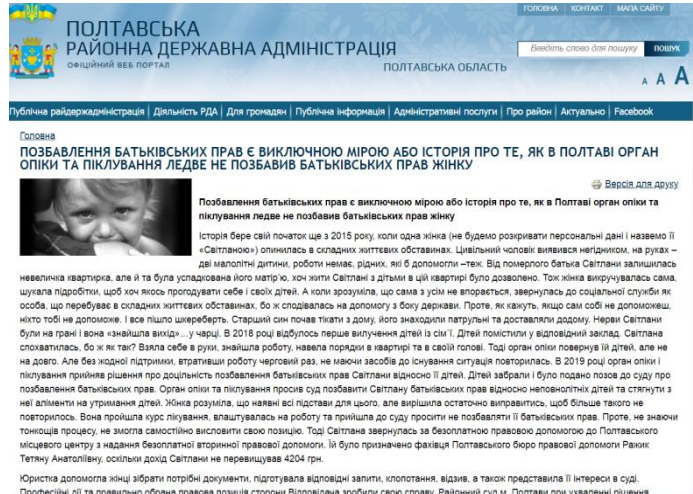 ГОЛОВНА КОНТАКТ МАПА САЙТУ
ПОЛТАВСЬКА
РАЙОННА ДЕРЖАВНА АДМІНІСТРАЦІЯ
ОФІЦІЙНИЙ ВЕБ ПОРТАЛ
ПОЛТАВСЬКА ОБЛАСТЬ
Введіть слово для пошуку ПОШУК
А А А
Публічна райдержадміністрація | Діяльність РДА | Для громадян | Публічна інформація | Адміністративні послуги | Про район | Актуально | Facebook
Головна
ПОЗБАВЛЕННЯ БАТЬКІВСЬКИХ ПРАВ Є ВИКЛЮЧНОЮ МІРОЮ АБО ІСТОРІЯ ПРО ТЕ, ЯК В ПОЛТАВІ ОРГАН
ОПІКИ ТА ПІКЛУВАННЯ ЛЕДВЕ НЕ ПОЗБАВИВ БАТЬКІВСЬКИХ ПРАВ ЖІНКУ
Версія для друку
Позбавлення батьківських прав є виключною мірою або історія про те, як в Полтаві орган опіки та
піклування ледве не позбавив батьківських прав жінку
Історія бере свій початок ще з 2015 року, коли одна жінка (не будемо розкривати персональні дані і назвемо її
«Світланою») опинилась в складних життєвих обставинах. Цивільний чоловік виявився негідником, на руках –
дві малолітні дитини, роботи немає, рідних, які б допомогли –теж. Від померлого батька Світлани залишилась
невеличка квартирка, але й та була успадкована його матір'ю, хоч жити Світлані з дітьми в цій квартирі було дозволено. Тож жінка викручувалась сама,
шукала підробітки, щоб хоч якось прогодувати себе і своїх дітей. А коли зрозуміла, що сама з усім не впорається, звернулась до соціальної служби як
особа, що перебуває в складних життєвих обставинах, бо ж сподівалась на допомогу з боку держави. Проте, як кажуть, якщо сам собі не допоможеш,
ніхто тобі не допоможе. І все пішло шкереберть. Старший син почав тікати з дому, його знаходили патрульні та доставляли додому. Нерви Світлани
були на грані і вона «знайшла вихід»…у чарці. В 2018 році відбулось перше вилучення дітей із сім'ї. Дітей помістили у відповідний заклад. Світлана
спохватилась, бо ж як так? Взяла себе в руки, знайшла роботу, навела порядки в квартирі та в своїй голові. Тоді орган опіки повернув їй дітей, але не
на довго. Але без жодної підтримки, втративши роботу черговий раз, не маючи засобів до існування ситуація повторилась. В 2019 році орган опіки і
піклування прийняв рішення про доцільність позбавлення батьківських прав Світлани відносно її дітей. Дітей забрали і було подано позов до суду про
позбавлення батьківських прав. Орган опіки та піклування просив суд позбавити Світлану батьківських прав відносно неповнолітніх дітей та стягнути з
неї аліменти на утримання дітей. Жінка розуміла, що наявні всі підстави для цього, але вирішила остаточно виправитись, щоб більше такого не
повторилось. Вона пройшла курс лікування, влаштувалась на роботу та прийшла до суду просити не позбавляти її батьківських прав. Проте, не знаючи
тонкощів процесу, не змогла самостійно висловити свою позицію. Тоді Світлана звернулась за безоплатною правовою допомогою до Полтавського
місцевого центру з надання безоплатної вторинної правової допомоги. Їй було призначено фахівця Полтавського бюро правової допомоги Ражик
Тетяну Анатоліївну, оскільки дохід Світлани не перевищував 4204 грн.
Юристка допомогла жінці зібрати потрібні документи, підготувала відповідні запити, клопотання, відзив, а також представила її інтереси в суді.
Професійні дії та правильно обрана правова позиція сторони Відповідача зробили свою справу. Районний суд м. Полтави при ухваленні рішення